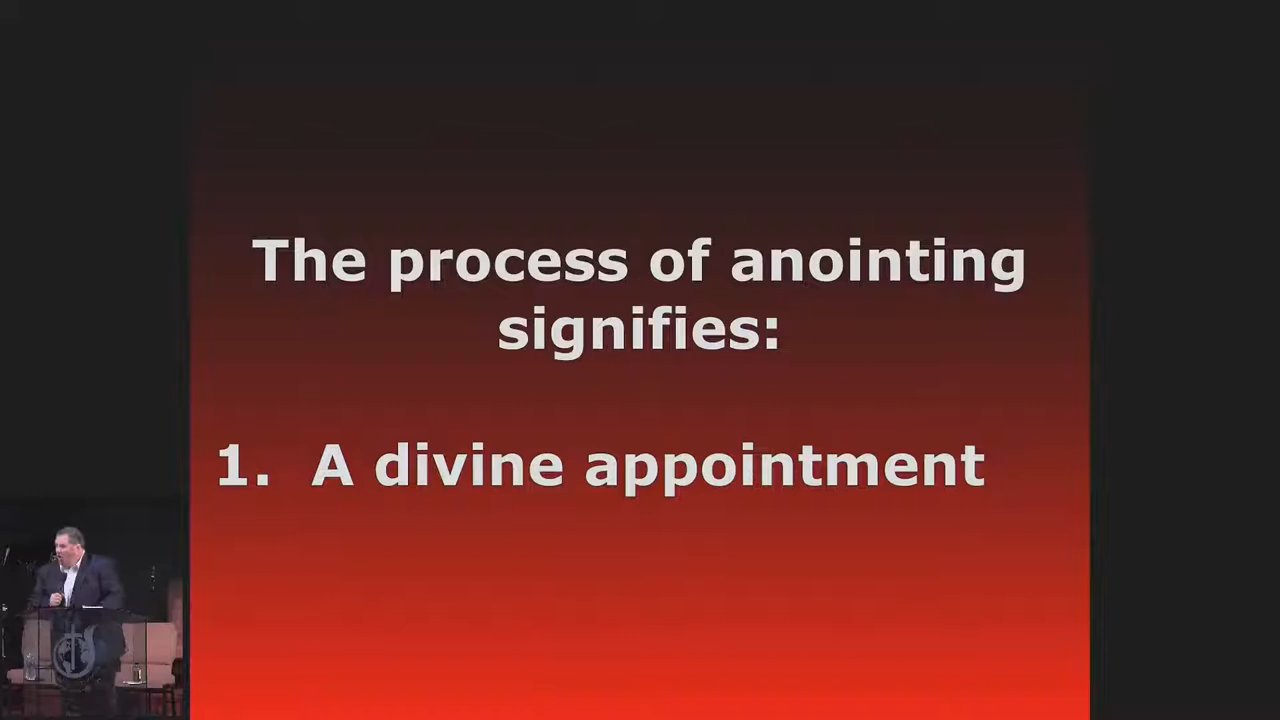 The process of anointing
signifies:
1. A divine appointment